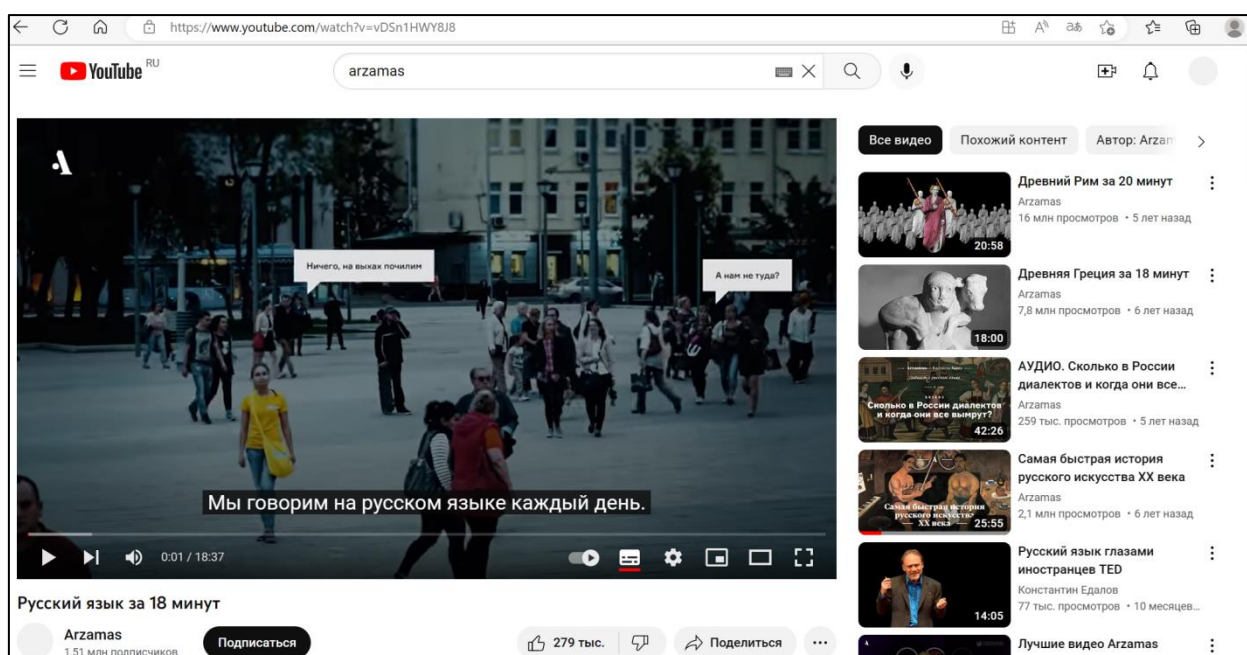 https://www.youtube.com/watch?v=vDSn1HWY8J8
YouTube RU
arzamas
Ничего, на выхах почилим
А нам не туда?
Мы говорим на русском языке каждый день.
0:01 / 18:37
Русский язык за 18 минут
Arzamas
1,51 млн подписчиков
Подписаться
279 тыс.
Поделиться
Все видео
Похожий контент
Автор: Arzam
Древний Рим за 20 минут
Arzamas
16 млн просмотров • 5 лет назад
20:58
Древняя Греция за 18 минут
Arzamas
7,8 млн просмотров • 6 лет назад
18:00
АУДИО. Сколько в России
диалектов и когда они все...
Arzamas
259 тыс. просмотров • 5 лет назад
Сколько в России диалектов
и когда они все вымрут?
42:26
Самая быстрая история
русского искусства XX века
Arzamas
2,1 млн просмотров • 6 лет назад
Самая быстрая история
русского искусства
XX века
25:55
Русский язык глазами
иностранцев TED
Константин Едалов
77 тыс. просмотров • 10 месяцев...
14:05
Лучшие видео Arzamas